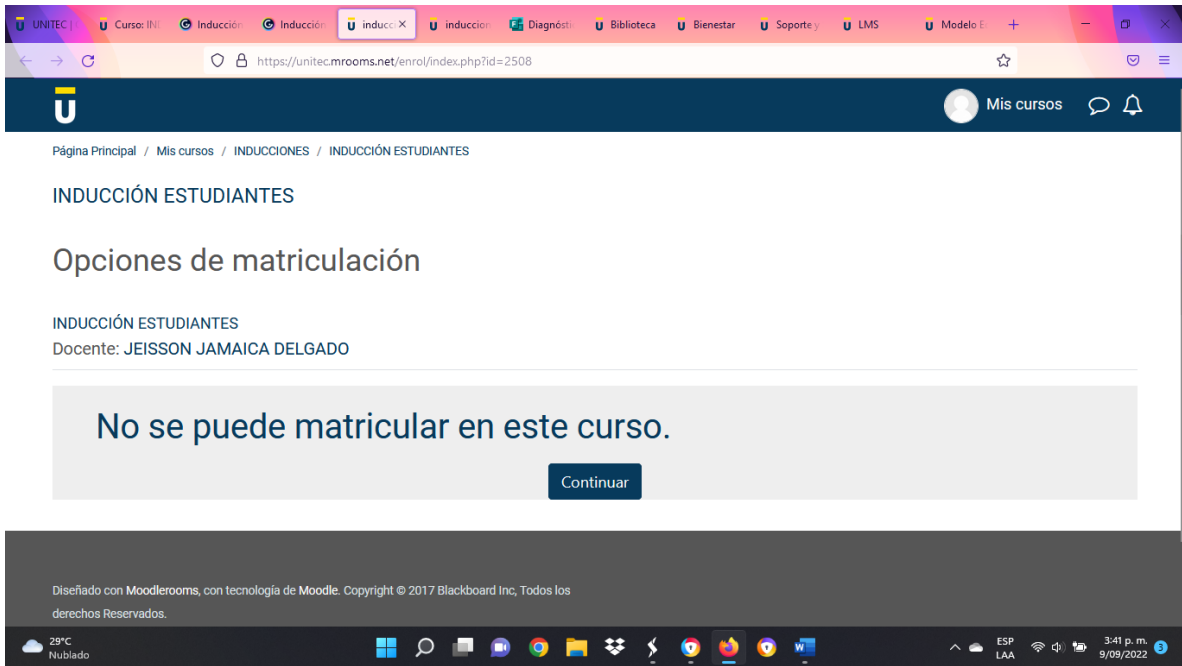 UNITEC |
Curso: INI
Inducción
Inducción
inducci
induccion
Diagnósti
Biblioteca
Bienestar
Soporte y
LMS
Modelo E
https://unitec.mrooms.net/enrol/index.php?id=2508
Mis cursos
Página Principal / Mis cursos / INDUCCIONES / INDUCCIÓN ESTUDIANTES
INDUCCIÓN ESTUDIANTES
Opciones de matriculación
INDUCCIÓN ESTUDIANTES
Docente: JEISSON JAMAICA DELGADO
No se puede matricular en este curso.
Continuar
Diseñado con Moodlerooms, con tecnología de Moodle. Copyright © 2017 Blackboard Inc, Todos los
derechos Reservados.
29°C
Nublado
ESP
LAA
3:41 p. m.
9/09/2022
3